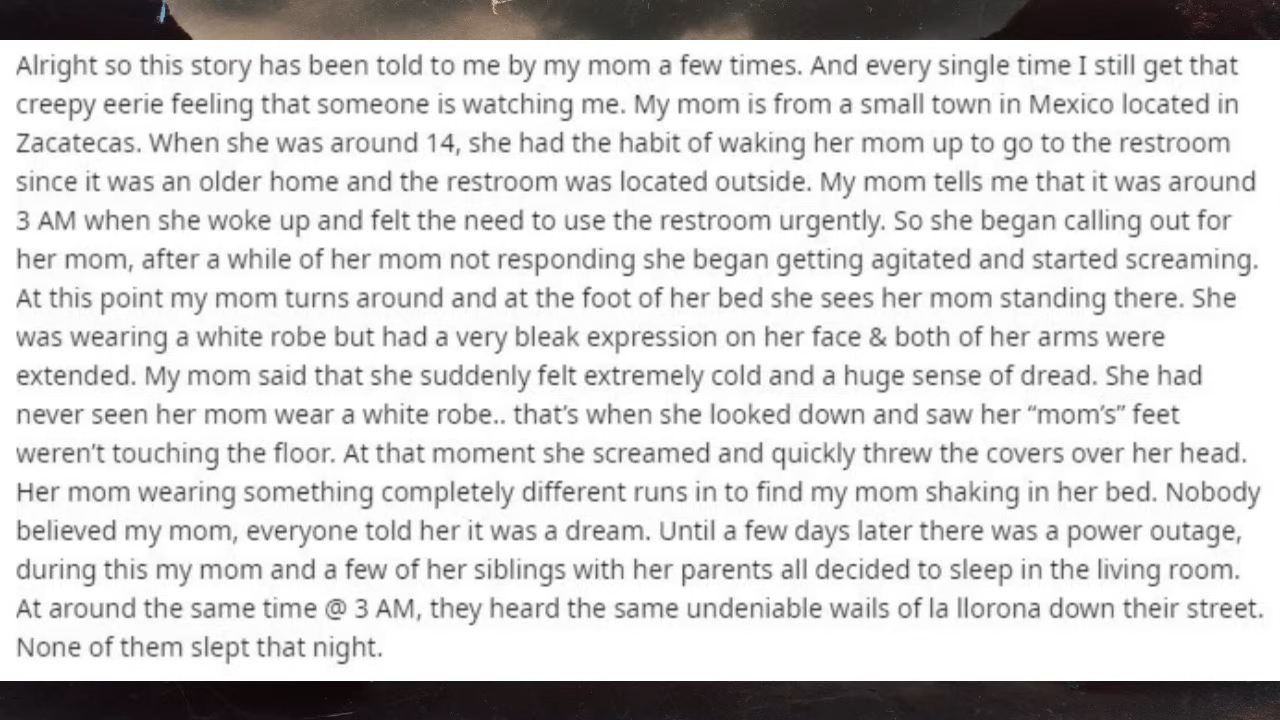 Alright so this story has been told to me by my mom a few times. And every single time I still get that
creepy eerie feeling that someone is watching me. My mom is from a small town in Mexico located in
Zacatecas. When she was around 14, she had the habit of waking her mom up to go to the restroom
since it was an older home and the restroom was located outside. My mom tells me that it was around
3 AM when she woke up and felt the need to use the restroom urgently. So she began calling out for
her mom, after a while of her mom not responding she began getting agitated and started screaming.
At this point my mom turns around and at the foot of her bed she sees her mom standing there. She
was wearing a white robe but had a very bleak expression on her face & both of her arms were
extended. My mom said that she suddenly felt extremely cold and a huge sense of dread. She had
never seen her mom wear a white robe.. that’s when she looked down and saw her “mom’s” feet
weren’t touching the floor. At that moment she screamed and quickly threw the covers over her head.
Her mom wearing something completely different runs in to find my mom shaking in her bed. Nobody
believed my mom, everyone told her it was a dream. Until a few days later there was a power outage,
during this my mom and a few of her siblings with her parents all decided to sleep in the living room.
At around the same time @ 3 AM, they heard the same undeniable wails of la llorona down their street.
None of them slept that night.